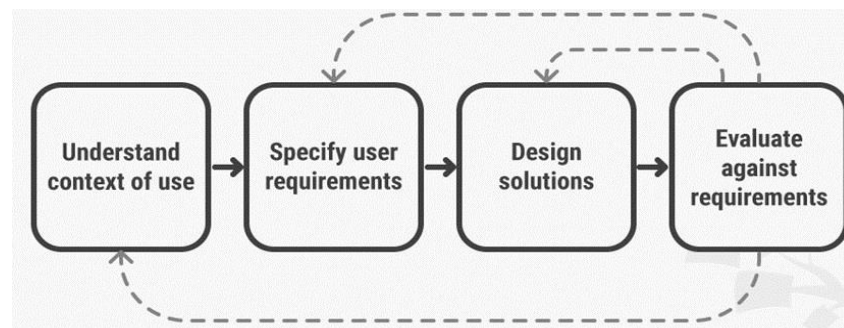 Understand
context of use
Specify user
requirements
Design
solutions
Evaluate
against
requirements